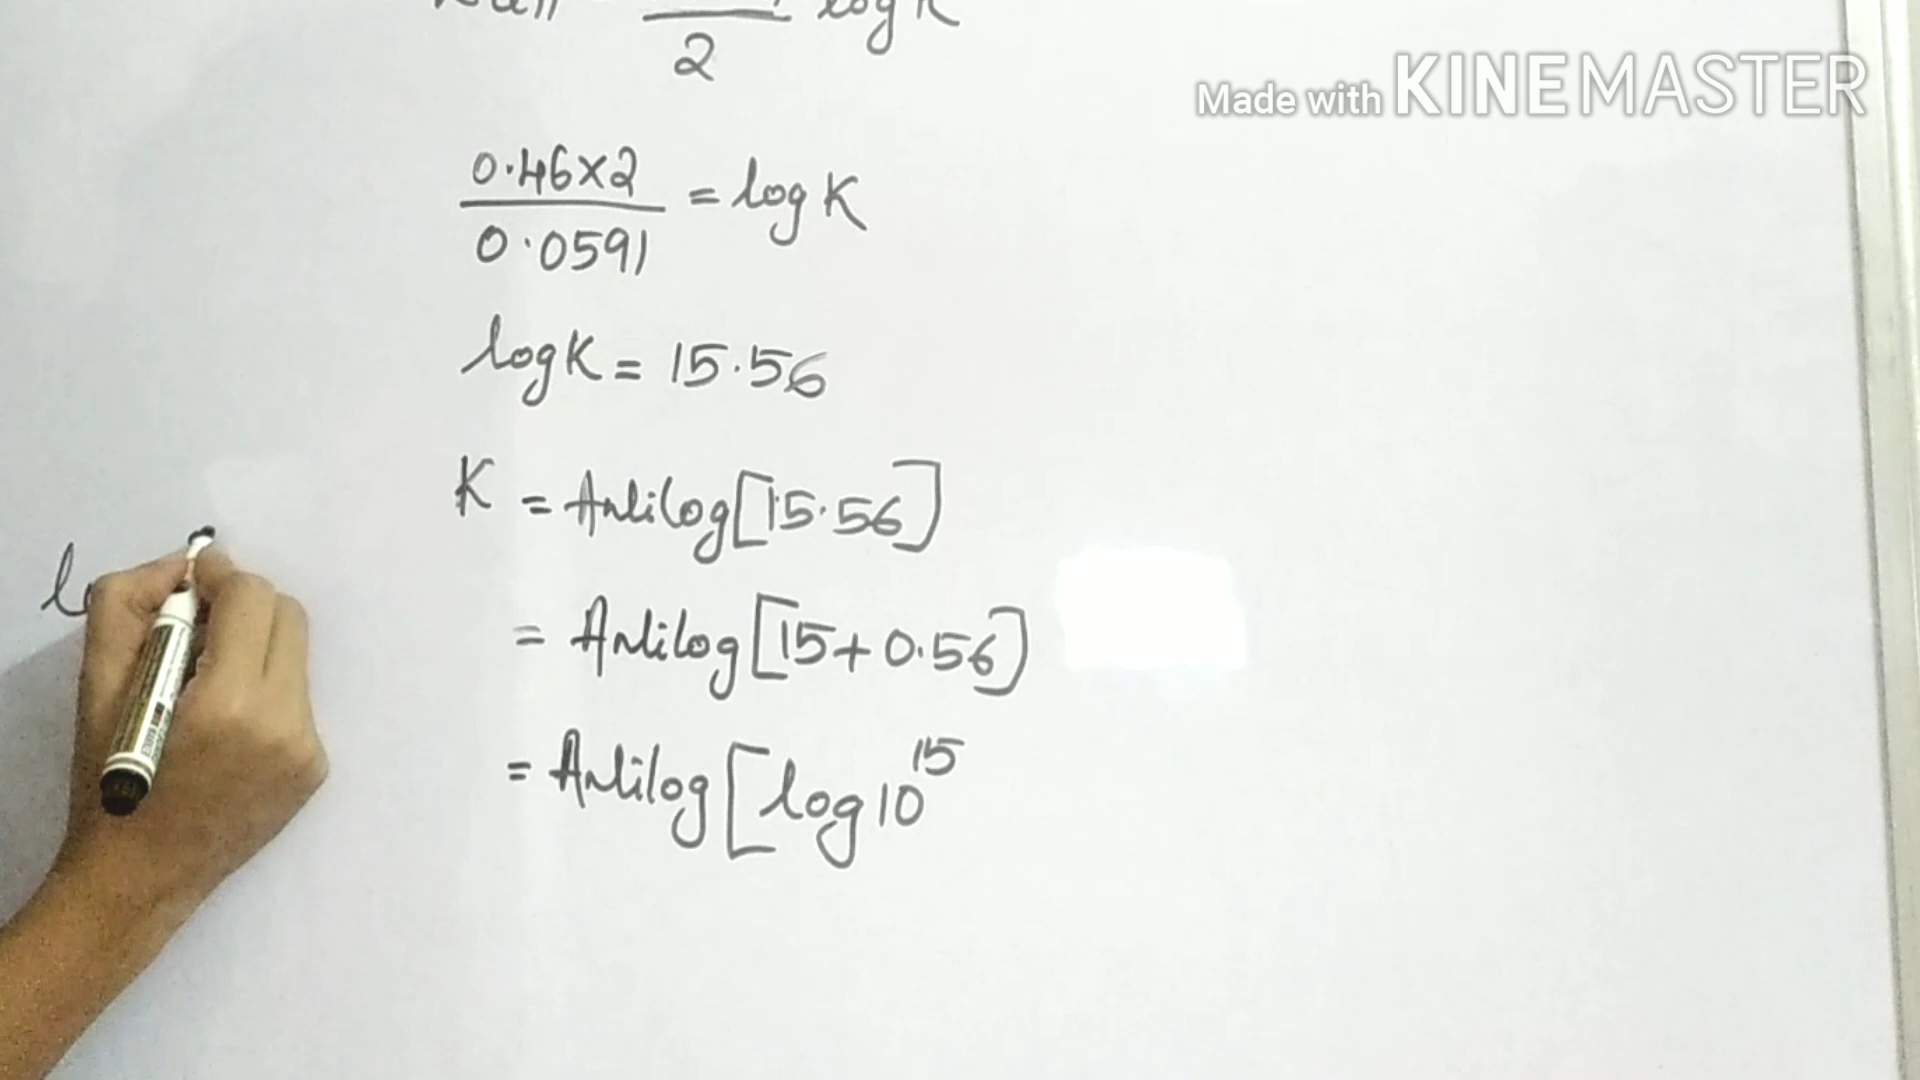 2 log K
Made with KINEMASTER
0.46×2
0.0591 = log K
log K = 15.56
K = Antilog [15.56]
= Antilog [15 + 0.56]
= Antilog [log 10^15